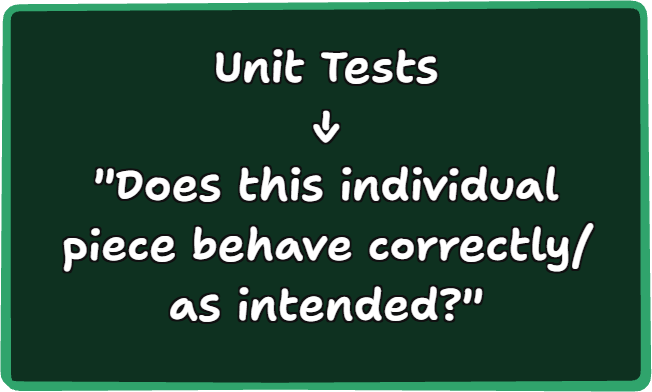 Unit Tests
↓
"Does this individual
piece behave correctly/
as intended?"